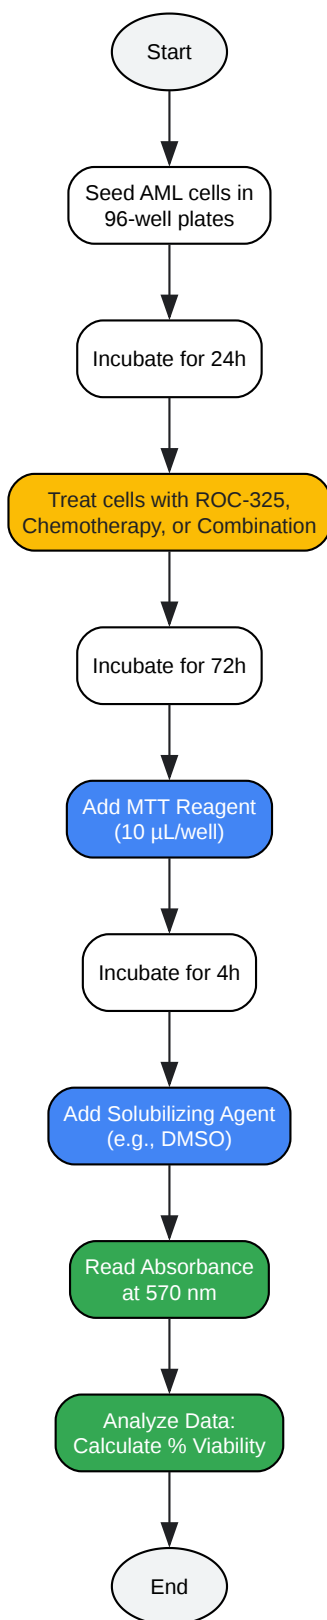 Start
Seed AML cells in
96-well plates
Incubate for 24h
Treat cells with ROC-325,
Chemotherapy, or Combination
Incubate for 72h
Add MTT Reagent
(10 µL/well)
Incubate for 4h
Add Solubilizing Agent
(e.g., DMSO)
Read Absorbance
at 570 nm
Analyze Data:
Calculate % Viability
End